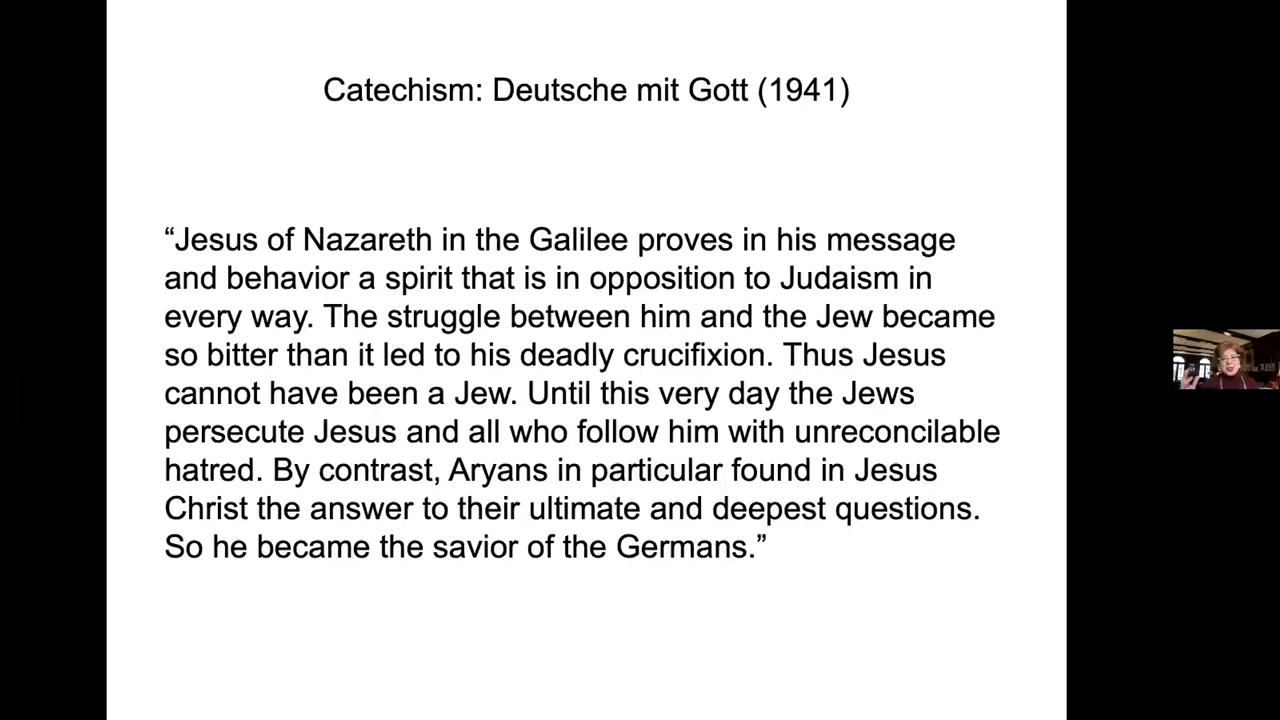 Catechism: Deutsche mit Gott (1941)
“Jesus of Nazareth in the Galilee proves in his message
and behavior a spirit that is in opposition to Judaism in
every way. The struggle between him and the Jew became
so bitter than it led to his deadly crucifixion. Thus Jesus
cannot have been a Jew. Until this very day the Jews
persecute Jesus and all who follow him with unreconcilable
hatred. By contrast, Aryans in particular found in Jesus
Christ the answer to their ultimate and deepest questions.
So he became the savior of the Germans.”